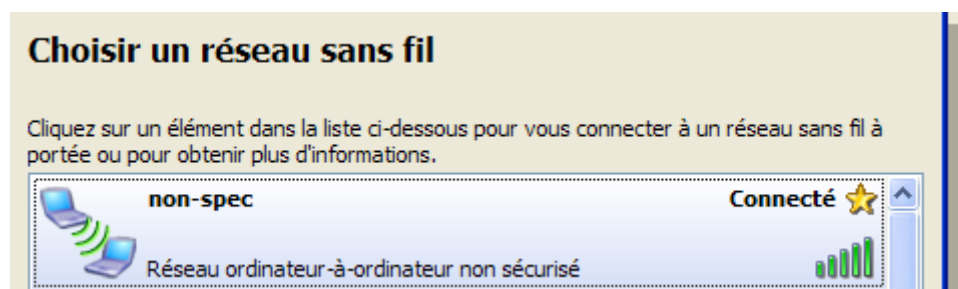 Choisir un réseau sans fil
Cliquez sur un élément dans la liste ci-dessous pour vous connecter à un réseau sans fil à
portée ou pour obtenir plus d'informations.
non-spec Connecté
Réseau ordinateur-à-ordinateur non sécurisé